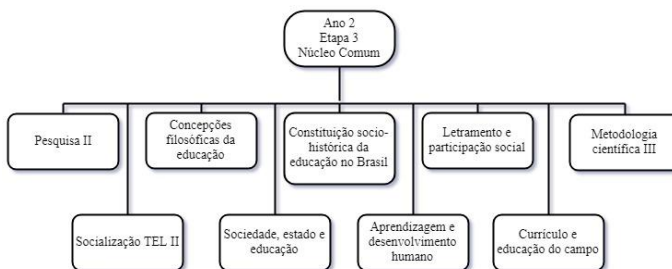 Ano 2
Etapa 3
Núcleo Comum
Pesquisa II
Concepções
filosóficas da
educação
Constituição socio-
histórica da
educação no Brasil
Letramento e
participação social
Metodologia
científica III
Socialização TEL II
Sociedade, estado e
educação
Aprendizagem e
desenvolvimento
humano
Currículo e
educação do campo